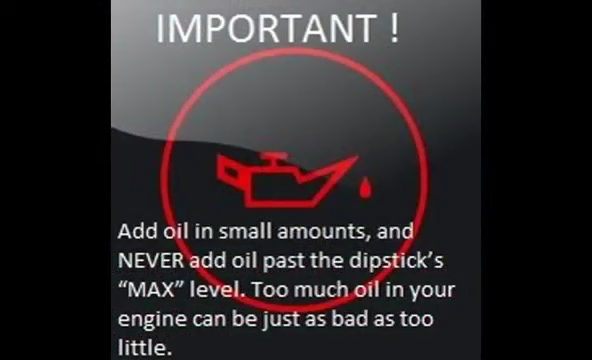 IMPORTANT !
Add oil in small amounts, and
NEVER add oil past the dipstick's
“MAX” level. Too much oil in your
engine can be just as bad as too
little.